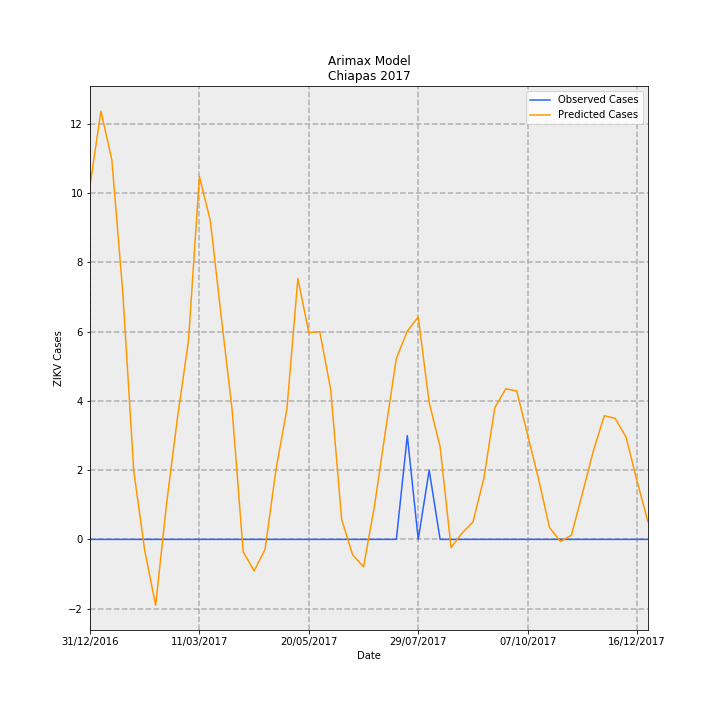 Arimax Model
Chiapas 2017
Observed Cases
Predicted Cases
ZIKV Cases
12
10
8
6
4
2
0
−2
31/12/2016 11/03/2017 20/05/2017 29/07/2017 07/10/2017 16/12/2017
Date